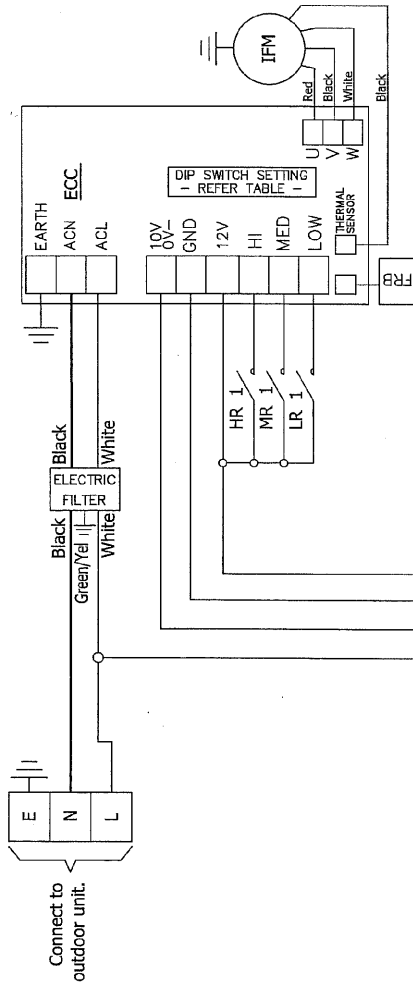 IFM
Red
Black
White
Black
U
V
W
ECC
DIP SWITCH SETTING
- REFER TABLE -
EARTH
ACN
ACL
10V
0V-
GND
12V
HI
MED
LOW
THERMAL
SENSOR
FRB
HR 1
MR 1
LR 1
Black
White
ELECTRIC
FILTER
Black
Green/Yel
White
E
N
L
Connect to
outdoor unit.